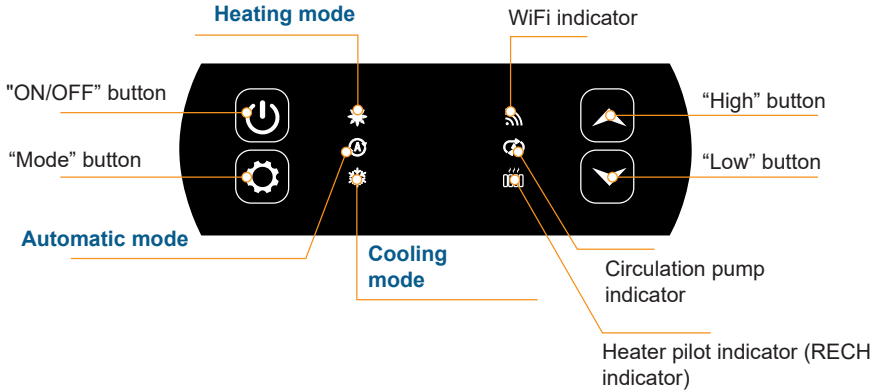 Heating mode
WiFi indicator
"ON/OFF” button
“High” button
“Mode” button
“Low” button
A
Automatic mode
Cooling
mode
Circulation pump
indicator
Heater pilot indicator (RECH
indicator)